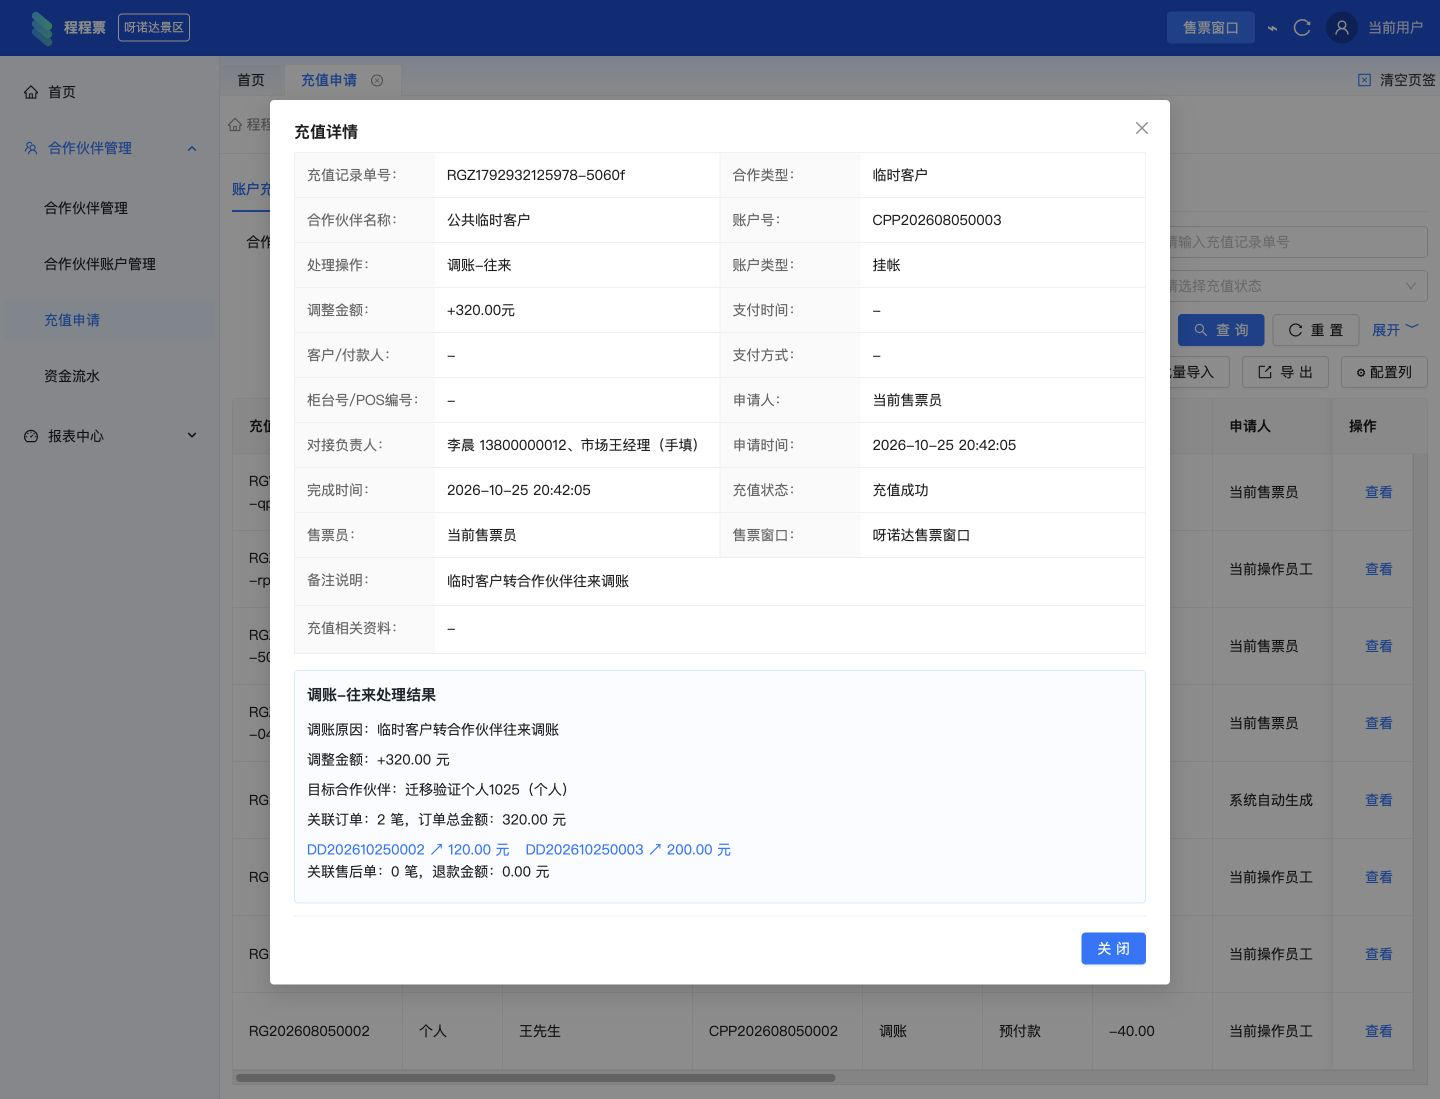 程程票 呀诺达景区 售票窗口 当前用户
首页 首页 充值申请 清空页签
合作伙伴管理
合作伙伴管理
合作伙伴账户管理
充值申请
资金流水
报表中心
请输入充值记录单号
请选择充值状态
查 询 重 置 展开
批量导入 导 出 配置列
申请人 操作
当前售票员 查看
当前操作员工 查看
当前售票员 查看
当前售票员 查看
系统自动生成 查看
当前操作员工 查看
当前操作员工 查看
RG202608050002 个人 王先生 CPP202608050002 调账 预付款 -40.00 当前操作员工 查看
充值详情
充值记录单号： RGZ1792932125978-5060f 合作类型： 临时客户
合作伙伴名称： 公共临时客户 账户号： CPP202608050003
处理操作： 调账-往来 账户类型： 挂帐
调整金额： +320.00元 支付时间： -
客户/付款人： - 支付方式： -
柜台号/POS编号： - 申请人： 当前售票员
对接负责人： 李晨 13800000012、市场王经理（手填） 申请时间： 2026-10-25 20:42:05
完成时间： 2026-10-25 20:42:05 充值状态： 充值成功
售票员： 当前售票员 售票窗口： 呀诺达售票窗口
备注说明： 临时客户转合作伙伴往来调账
充值相关资料： -
调账-往来处理结果
调账原因：临时客户转合作伙伴往来调账
调整金额：+320.00 元
目标合作伙伴：迁移验证个人1025（个人）
关联订单：2 笔，订单总金额：320.00 元
DD202610250002 ↗ 120.00 元 DD202610250003 ↗ 200.00 元
关联售后单：0 笔，退款金额：0.00 元
关 闭